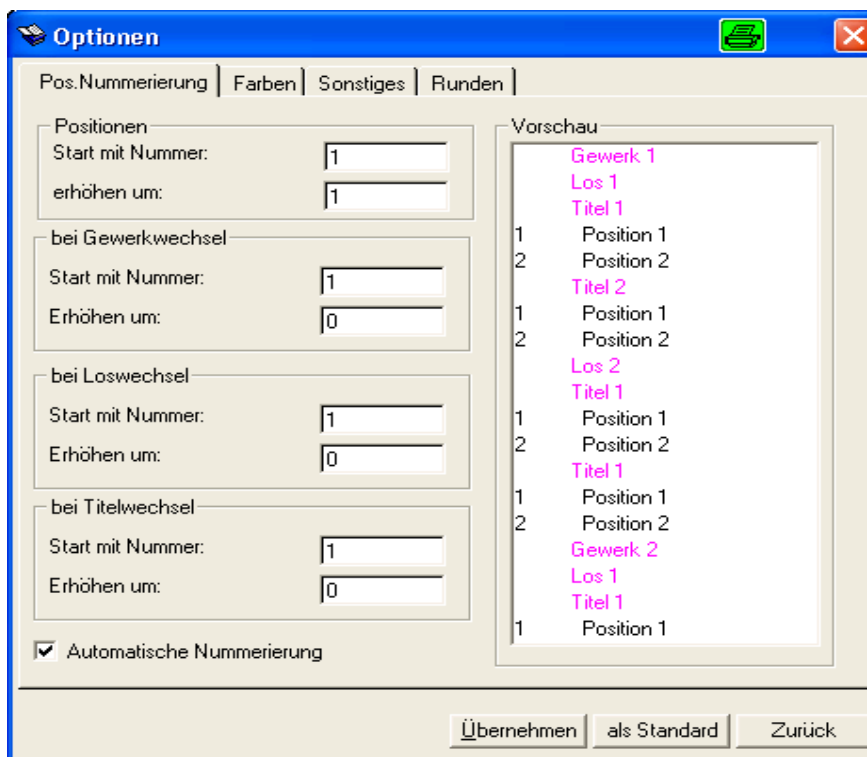 Optionen
Pos.Nummerierung
Farben
Sonstiges
Runden
Positionen
Start mit Nummer:
1
erhöhen um:
1
bei Gewerkwechsel
Start mit Nummer:
1
Erhöhen um:
0
bei Loswechsel
Start mit Nummer:
1
Erhöhen um:
0
bei Titelwechsel
Start mit Nummer:
1
Erhöhen um:
0
Automatische Nummerierung
Vorschau
Gewerk 1
Los 1
Titel 1
1 Position 1
2 Position 2
Titel 2
1 Position 1
2 Position 2
Los 2
Titel 1
1 Position 1
2 Position 2
Titel 1
1 Position 1
2 Position 2
Gewerk 2
Los 1
Titel 1
1 Position 1
Übernehmen
als Standard
Zurück